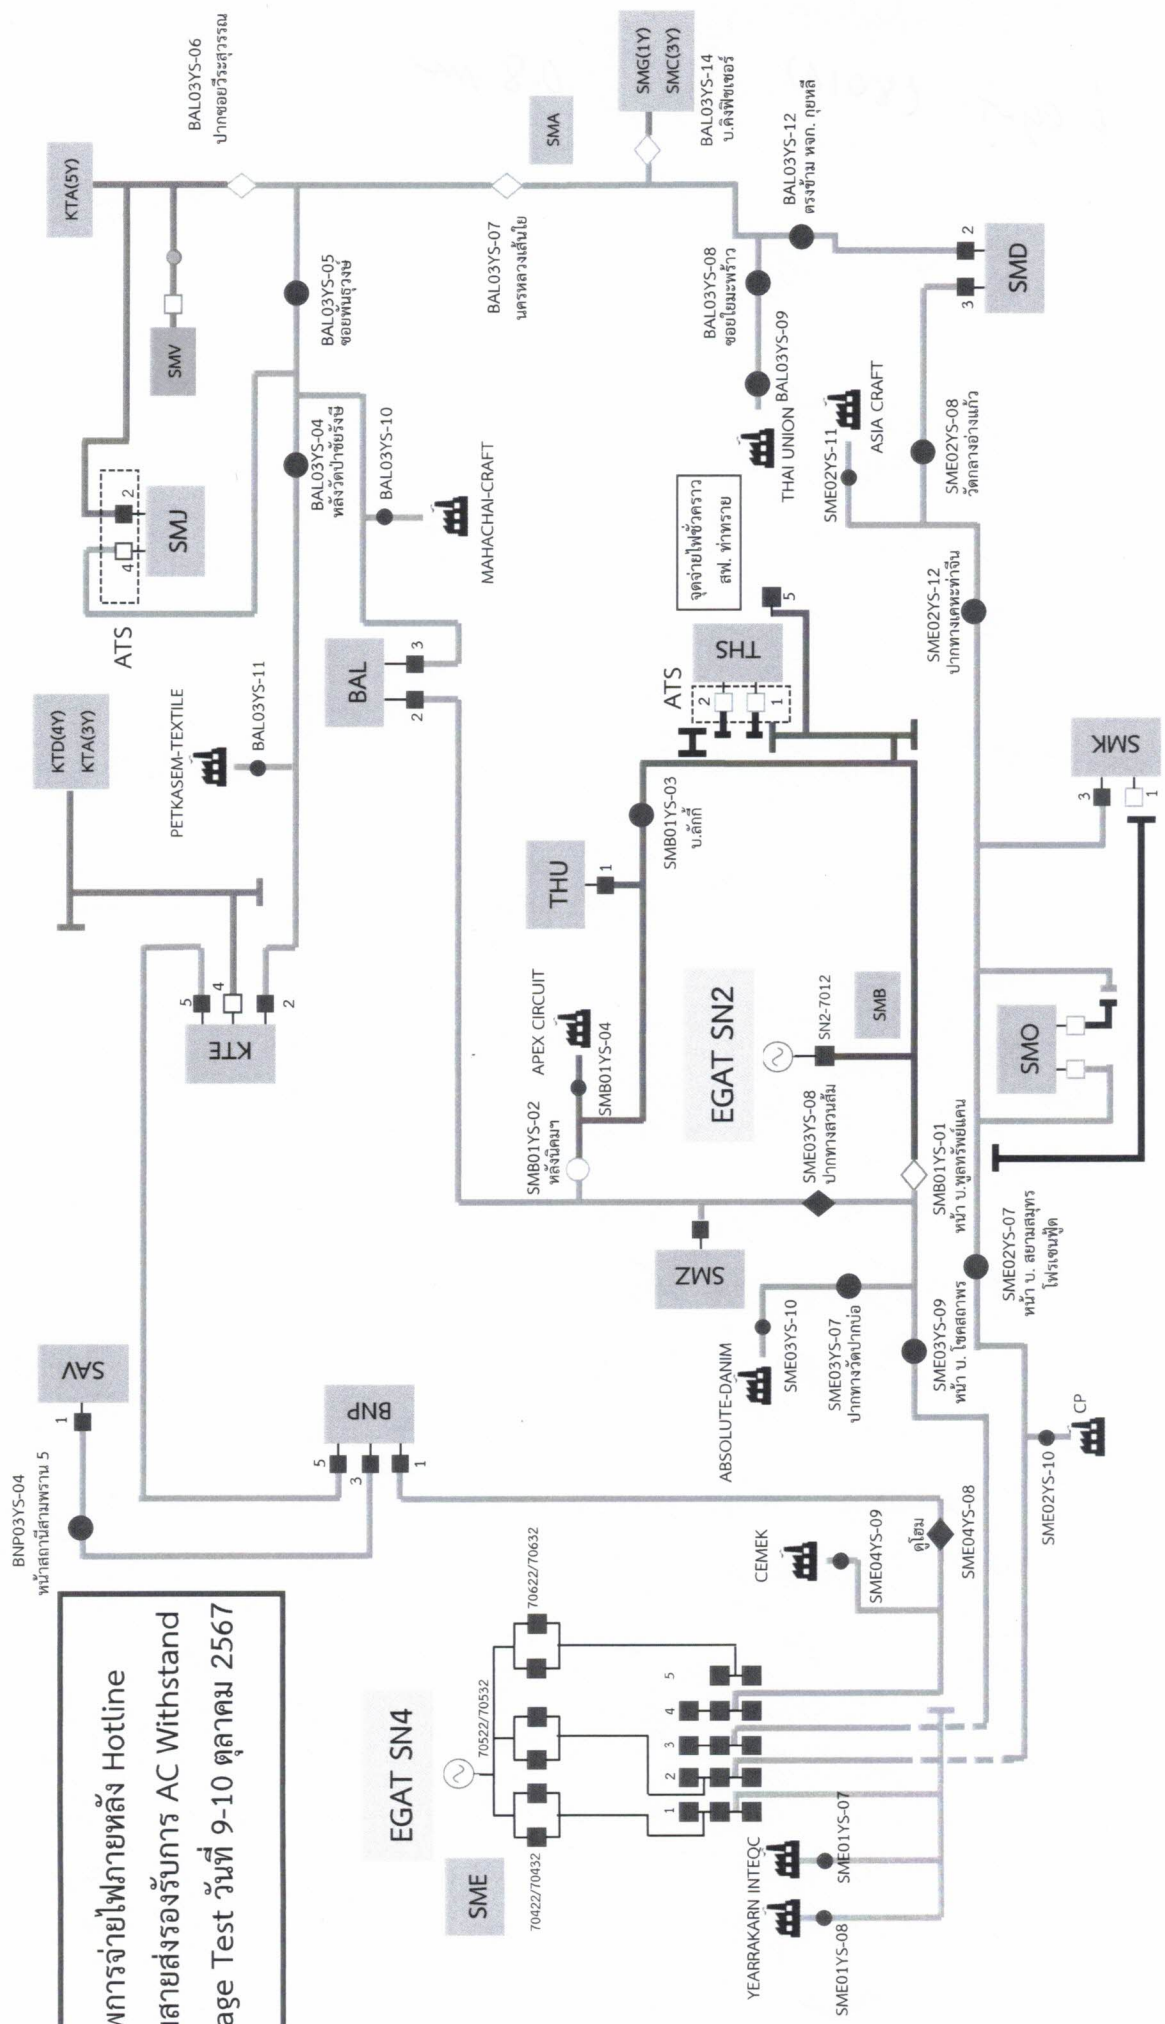 พการจ่ายไฟภายหลัง Hotline
สายส่งรองรับการ AC Withstand
age Test วันที่ 9-10 ตุลาคม 2567
BNP03YS-04
หน้าสถานีสามพราน 5
SAV
1
BNP
5
3
1
KTE
5
4
2
KTD(4Y)
KTA(3Y)
PETKASEM-TEXTILE
BAL03YS-11
ATS
SMJ
4
2
SMV
KTA(5Y)
BAL03YS-06
ปากซอยวีระสุวรรณ
BAL03YS-05
ซอยพันธุวงษ์
BAL03YS-04
หลังวัดป่าชัยรังษี
BAL03YS-10
MAHACHAI-CRAFT
BAL
2
3
BAL03YS-07
นครหลวงเส้นใย
SMA
SMG(1Y)
SMC(3Y)
BAL03YS-14
บ.คิงฟิชเชอร์
BAL03YS-12
ตรงข้าม หจก. กุยหลี
BAL03YS-08
ซอยใยมะพร้าว
BAL03YS-09
THAI UNION
SMD
3
2
SME02YS-11
ASIA CRAFT
SME02YS-08
วัดกลางอ่างแก้ว
SME02YS-12
ปากทางเคหะท่าจีน
จุดจ่ายไฟชั่วคราว
สฟ. ท่าทราย
5
THS
ATS
2
1
THU
1
SMB01YS-03
บ.ลักกี้
APEX CIRCUIT
SMB01YS-04
SMB01YS-02
หลังนิคมฯ
EGAT SN2
SN2-7012
SMB
SME03YS-08
ปากทางสวนส้ม
SMB01YS-01
หน้า บ.พูลทรัพย์แคน
SMZ
ABSOLUTE-DANIM
SME03YS-10
SME03YS-07
ปากทางวัดปากบ่อ
SME03YS-09
หน้า บ. โชคสถาพร
SME02YS-07
หน้า บ. สยามสมุทร
โฟรเซนฟู้ด
SMO
SMK
3
1
SME02YS-10
CP
CEMEK
SME04YS-09
คูโฮม
SME04YS-08
EGAT SN4
SME
70422/70432
70522/70532
70622/70632
1
2
3
4
5
YEARRAKARN INTEQC
SME01YS-07
SME01YS-08